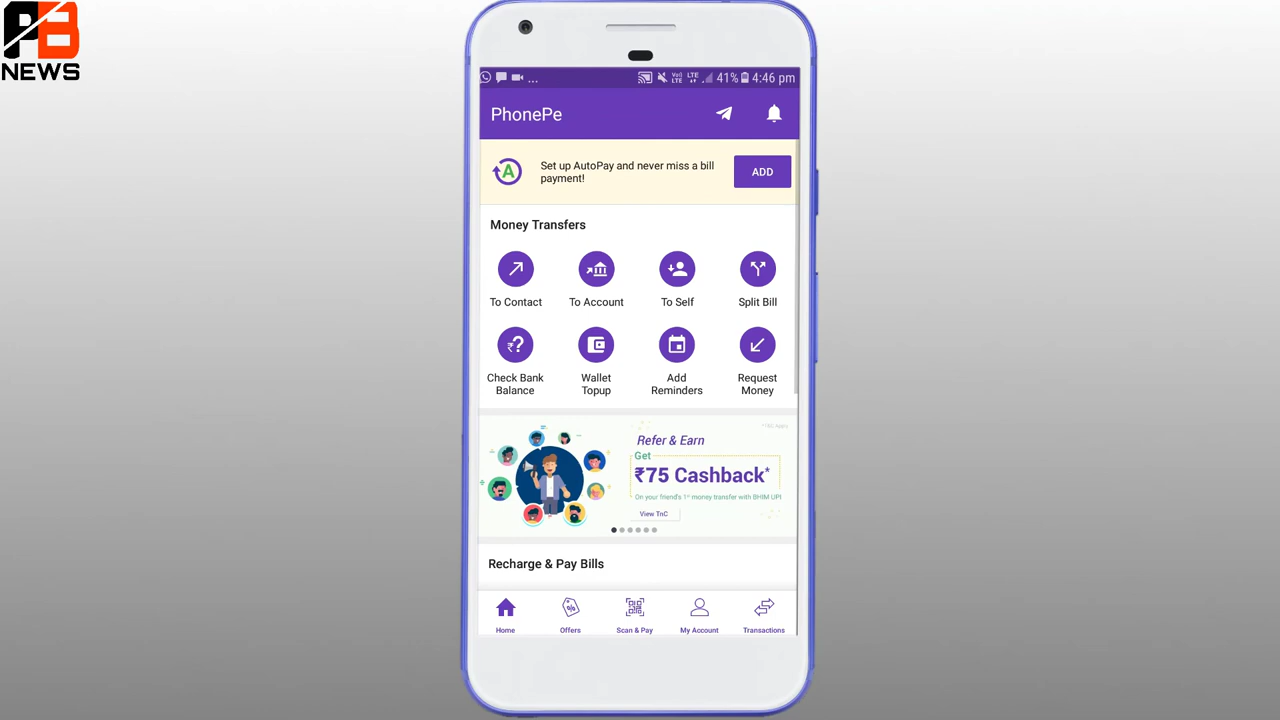 PB
NEWS
... VoLTE LTE 41% 4:46 pm
PhonePe
Set up AutoPay and never miss a bill
payment!
ADD
Money Transfers
To Contact To Account To Self Split Bill
Check Bank
Balance
Wallet
Topup
Add
Reminders
Request
Money
Refer & Earn
Get
₹75 Cashback*
On your friend's 1st money transfer with BHIM UPI
View TnC
Recharge & Pay Bills
Home Offers Scan & Pay My Account Transactions